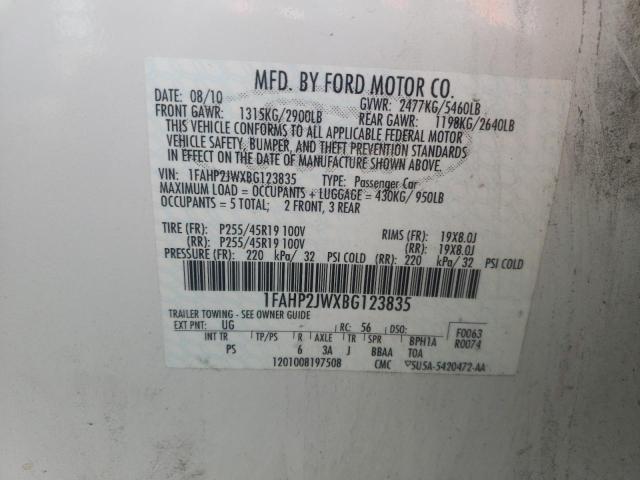 MFD. BY FORD MOTOR CO.
DATE: 08/10 GVWR: 2477KG/5460LB
FRONT GAWR: 1315KG/2900LB REAR GAWR: 1198KG/2640LB
THIS VEHICLE CONFORMS TO ALL APPLICABLE FEDERAL MOTOR
VEHICLE SAFETY, BUMPER, AND THEFT PREVENTION STANDARDS
IN EFFECT ON THE DATE OF MANUFACTURE SHOWN ABOVE.
VIN: 1FAHP2JWXBG123835 TYPE: Passenger Car
MAXIMUM LOAD = OCCUPANTS + LUGGAGE = 430KG/ 950LB
OCCUPANTS = 5 TOTAL; 2 FRONT, 3 REAR
TIRE (FR): P255/45R19 100V RIMS (FR): 19X8.0J
(RR): P255/45R19 100V (RR): 19X8.0J
PRESSURE (FR): 220 kPa/ 32 PSI COLD (RR): 220 kPa/ 32 PSI COLD
1FAHP2JWXBG123835
TRAILER TOWING - SEE OWNER GUIDE
EXT PNT: UG RC: 56 DSO: F0063
INT TR TP/PS R AXLE TR SPR BPH1A R0074
PS 6 3A J BBAA TOA
1201008197508 CMC 5U5A-5420472-AA